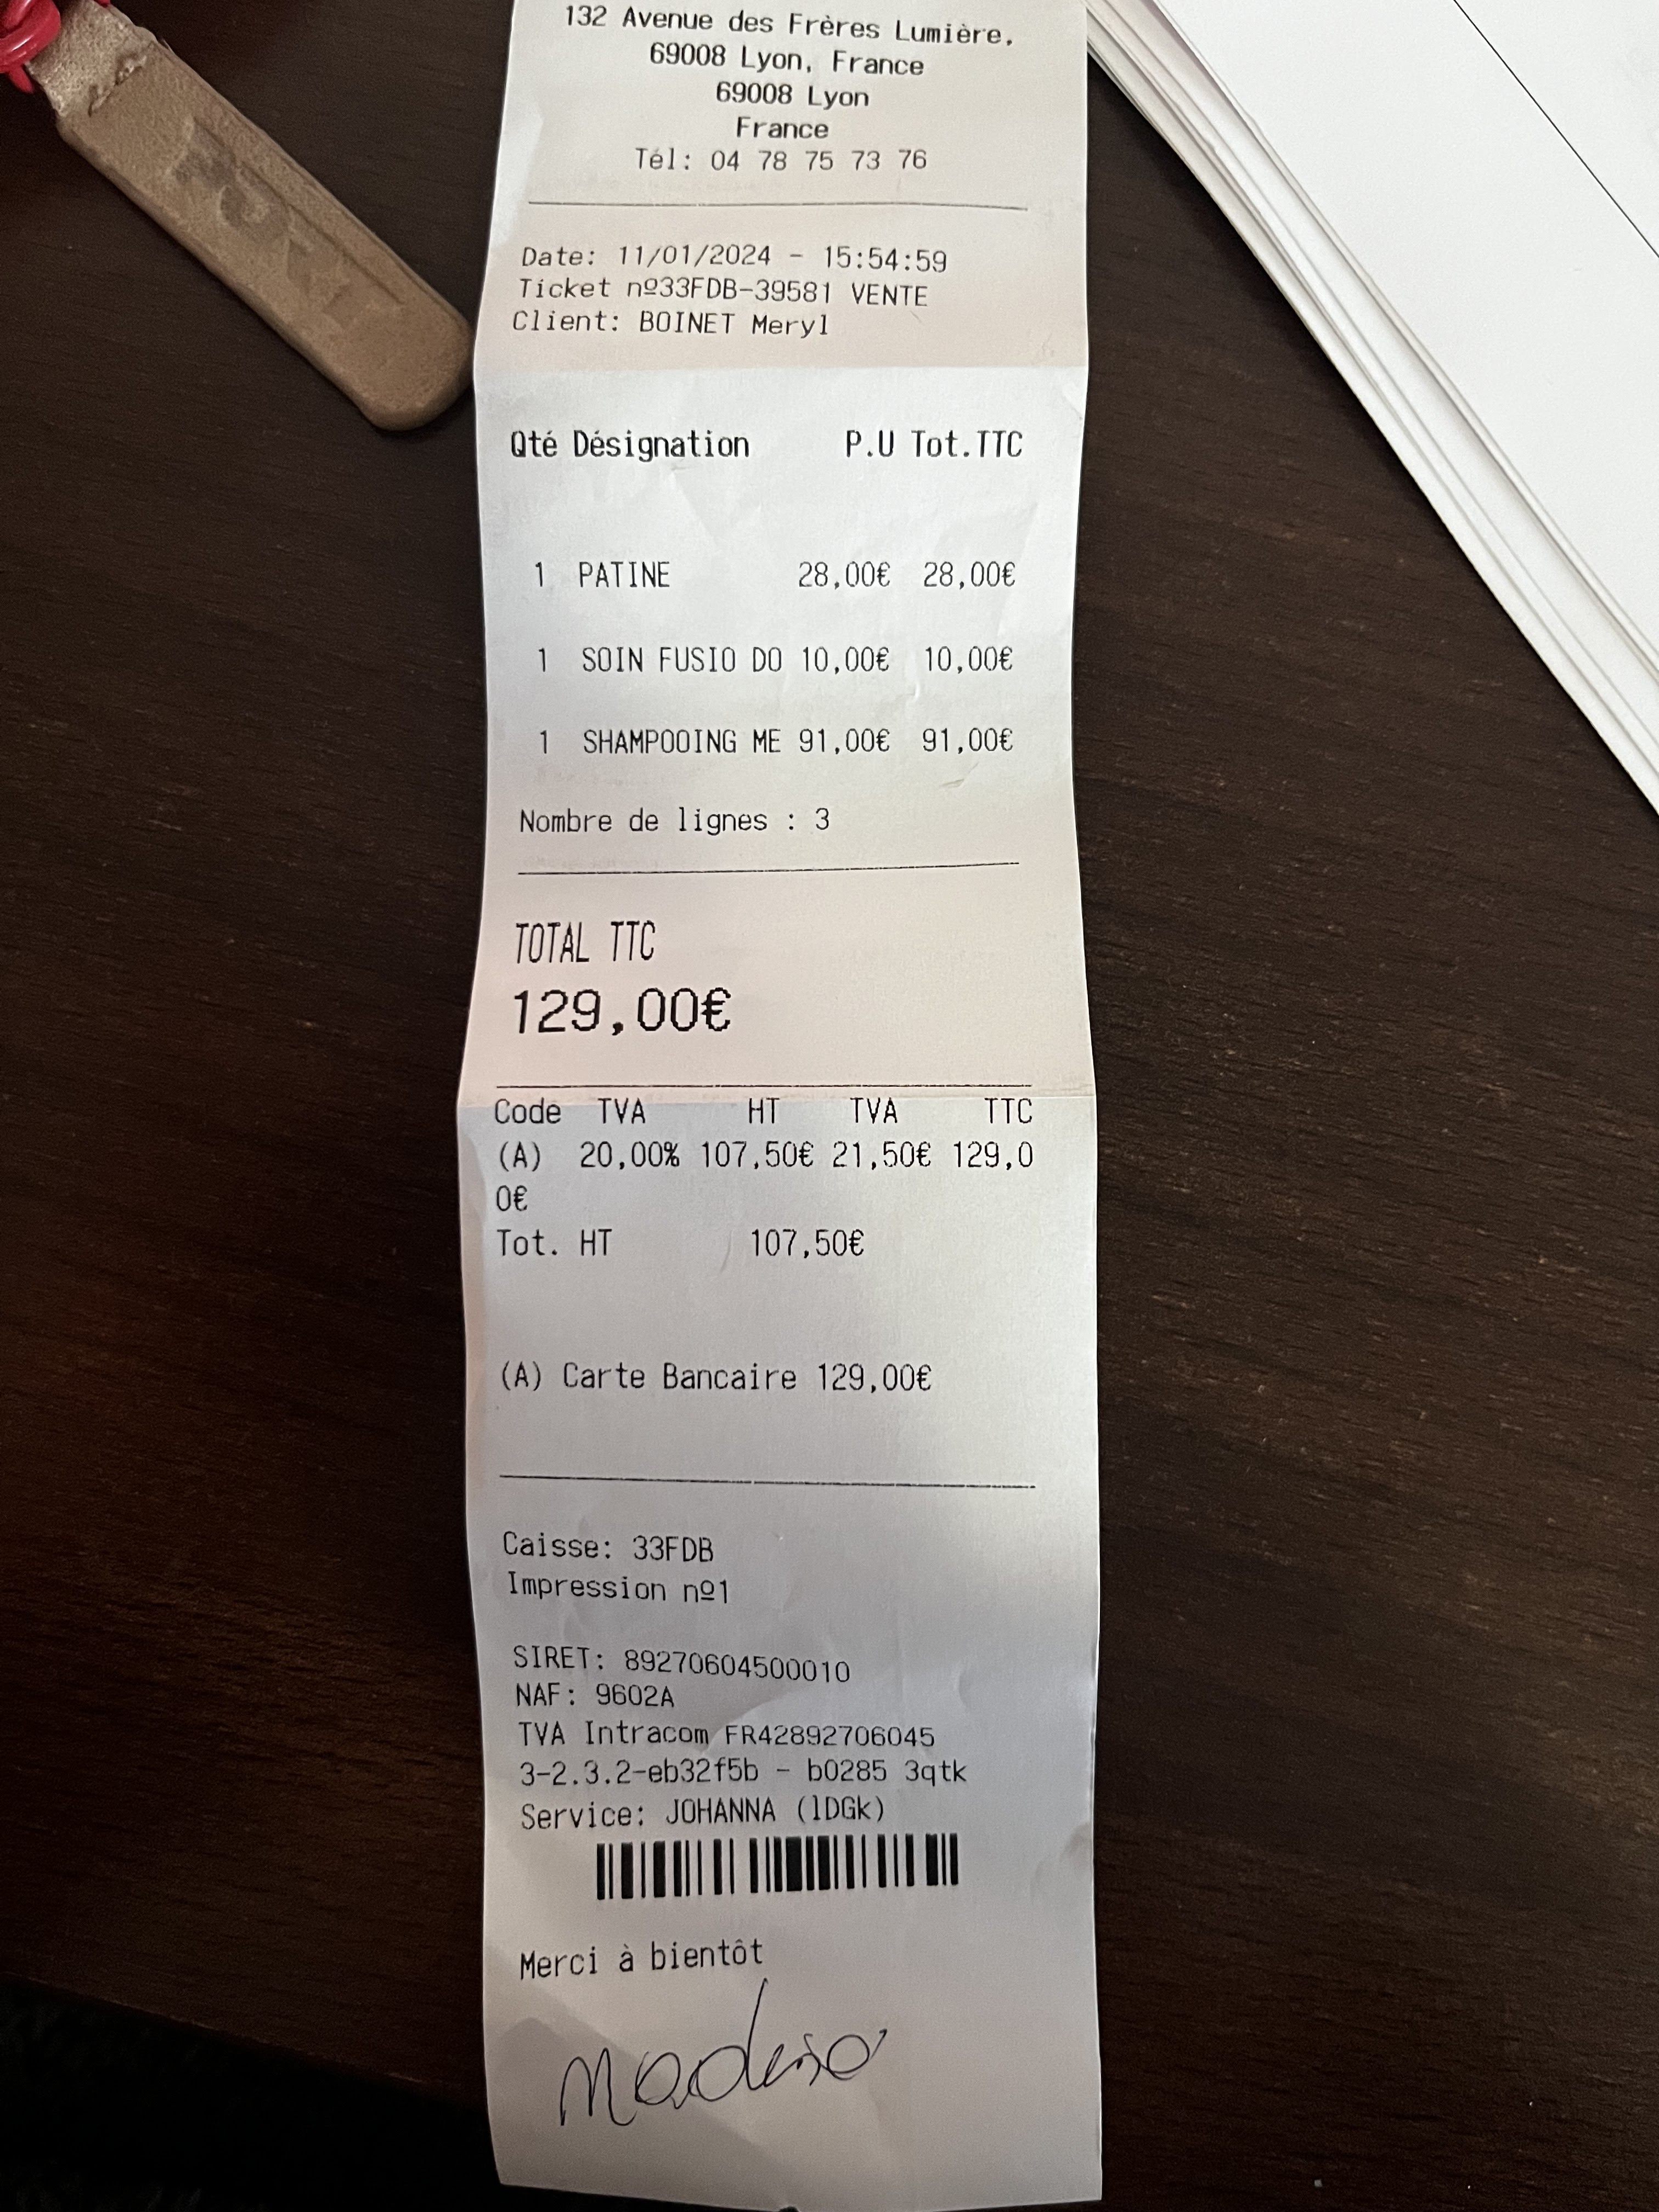 132 Avenue des Frères Lumière,
69008 Lyon, France
69008 Lyon
France
Tél: 04 78 75 73 76
Date: 11/01/2024 - 15:54:59
Ticket nº33FDB-39581 VENTE
Client: BOINET Meryl
Qté Désignation P.U Tot.TTC
1 PATINE 28,00€ 28,00€
1 SOIN FUSIO DO 10,00€ 10,00€
1 SHAMPOOING ME 91,00€ 91,00€
Nombre de lignes : 3
TOTAL TTC
129,00€
Code TVA HT TVA TTC
(A) 20,00% 107,50€ 21,50€ 129,0
0€
Tot. HT 107,50€
(A) Carte Bancaire 129,00€
Caisse: 33FDB
Impression nº1
SIRET: 89270604500010
NAF: 9602A
TVA Intracom FR42892706045
3-2.3.2-eb32f5b - b0285 3qtk
Service: JOHANNA (lDGk)
Merci à bientôt